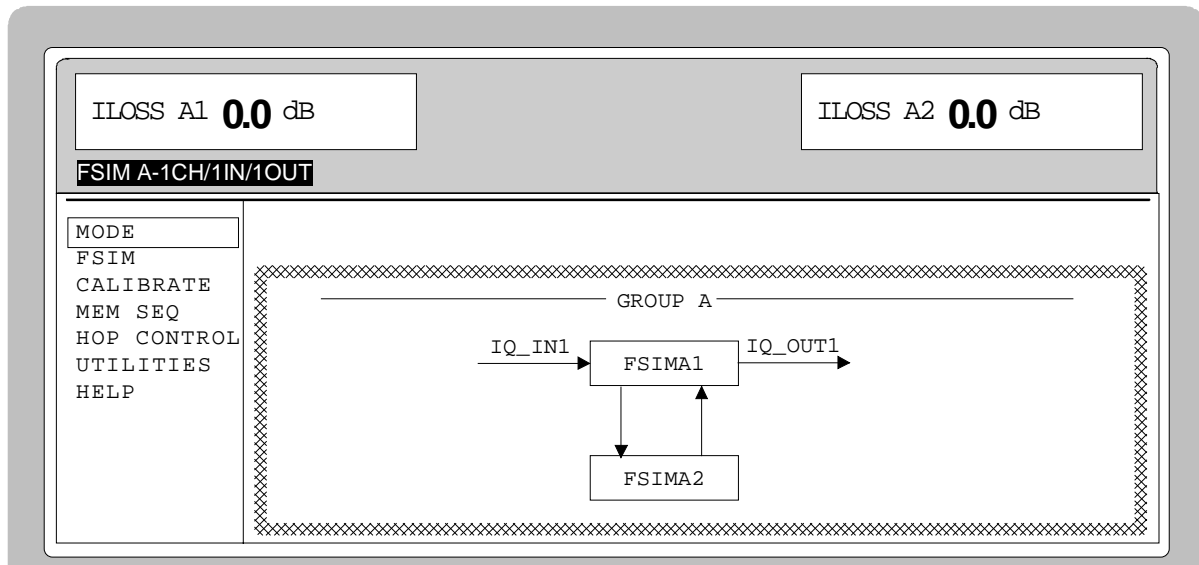 ILOSS A1 0.0 dB
ILOSS A2 0.0 dB
FSIM A-1CH/1IN/1OUT
MODE
FSIM
CALIBRATE
MEM SEQ
HOP CONTROL
UTILITIES
HELP
GROUP A
IQ_IN1
FSIMA1
IQ_OUT1
FSIMA2